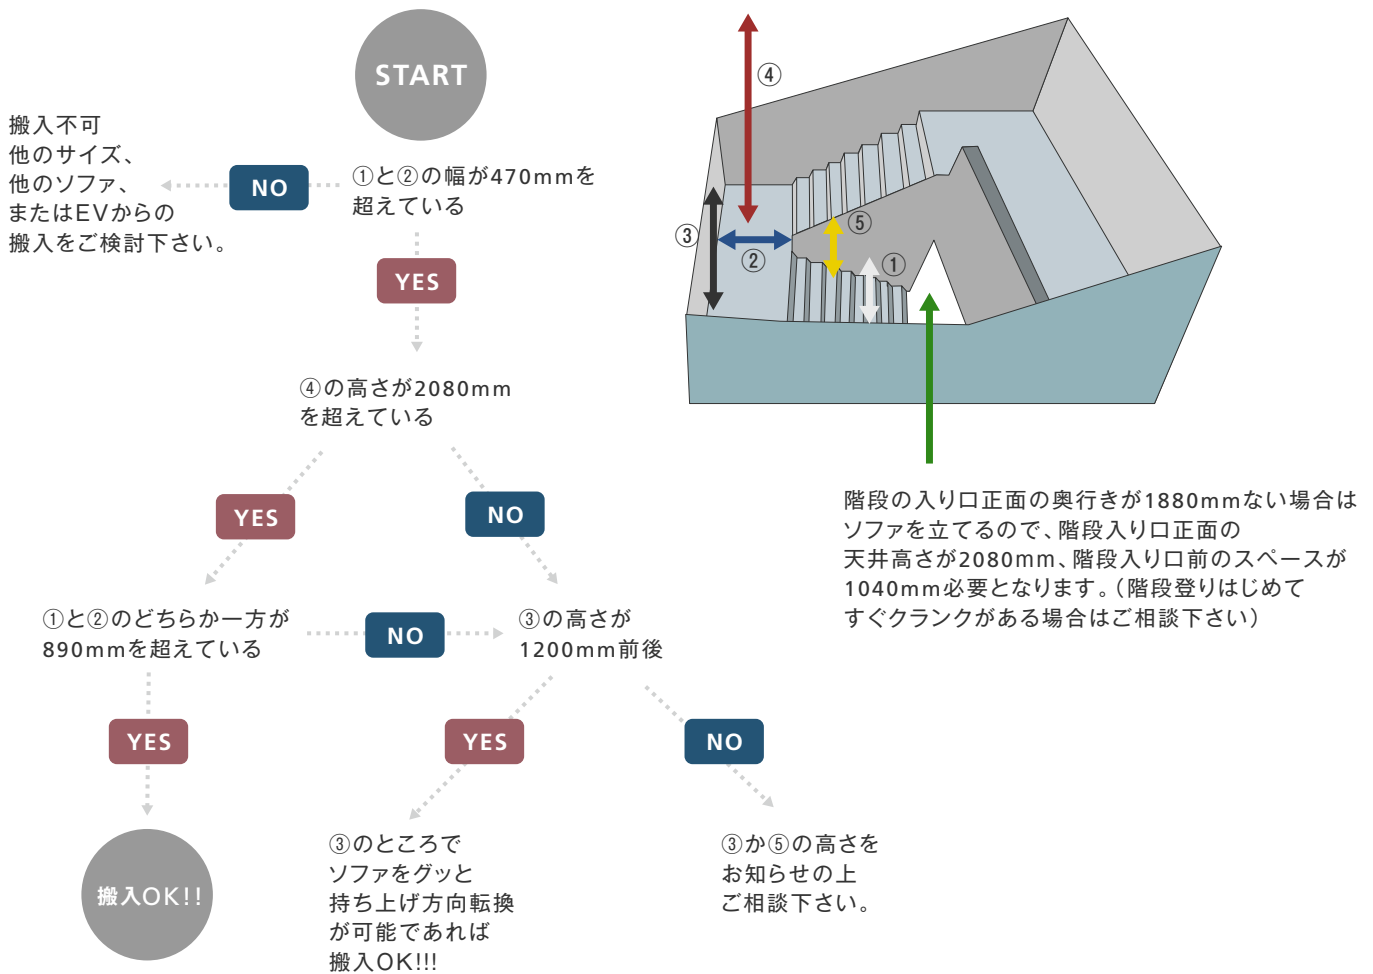 START
①と②の幅が470mmを
超えている
NO
搬入不可
他のサイズ、
他のソファ、
またはEVからの
搬入をご検討下さい。
YES
④の高さが2080mm
を超えている
YES
NO
①と②のどちらか一方が
890mmを超えている
NO
③の高さが
1200mm前後
YES
YES
NO
搬入OK!!
③のところで
ソファをグッと
持ち上げ方向転換
が可能であれば
搬入OK!!!
③か⑤の高さを
お知らせの上
ご相談下さい。
④
③
②
⑤
①
階段の入り口正面の奥行きが1880mmない場合は
ソファを立てるので、階段入り口正面の
天井高さが2080mm、階段入り口前のスペースが
1040mm必要となります。（階段登りはじめて
すぐクランクがある場合はご相談下さい）